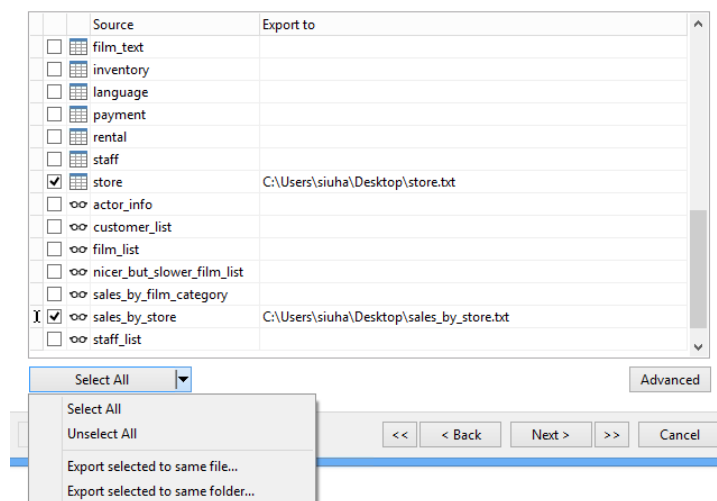 Source Export to
film_text
inventory
language
payment
rental
staff
store C:\Users\siuha\Desktop\store.txt
actor_info
customer_list
film_list
nicer_but_slower_film_list
sales_by_film_category
sales_by_store C:\Users\siuha\Desktop\sales_by_store.txt
staff_list
Select All Advanced
Select All
Unselect All
<< < Back Next > >> Cancel
Export selected to same file...
Export selected to same folder...